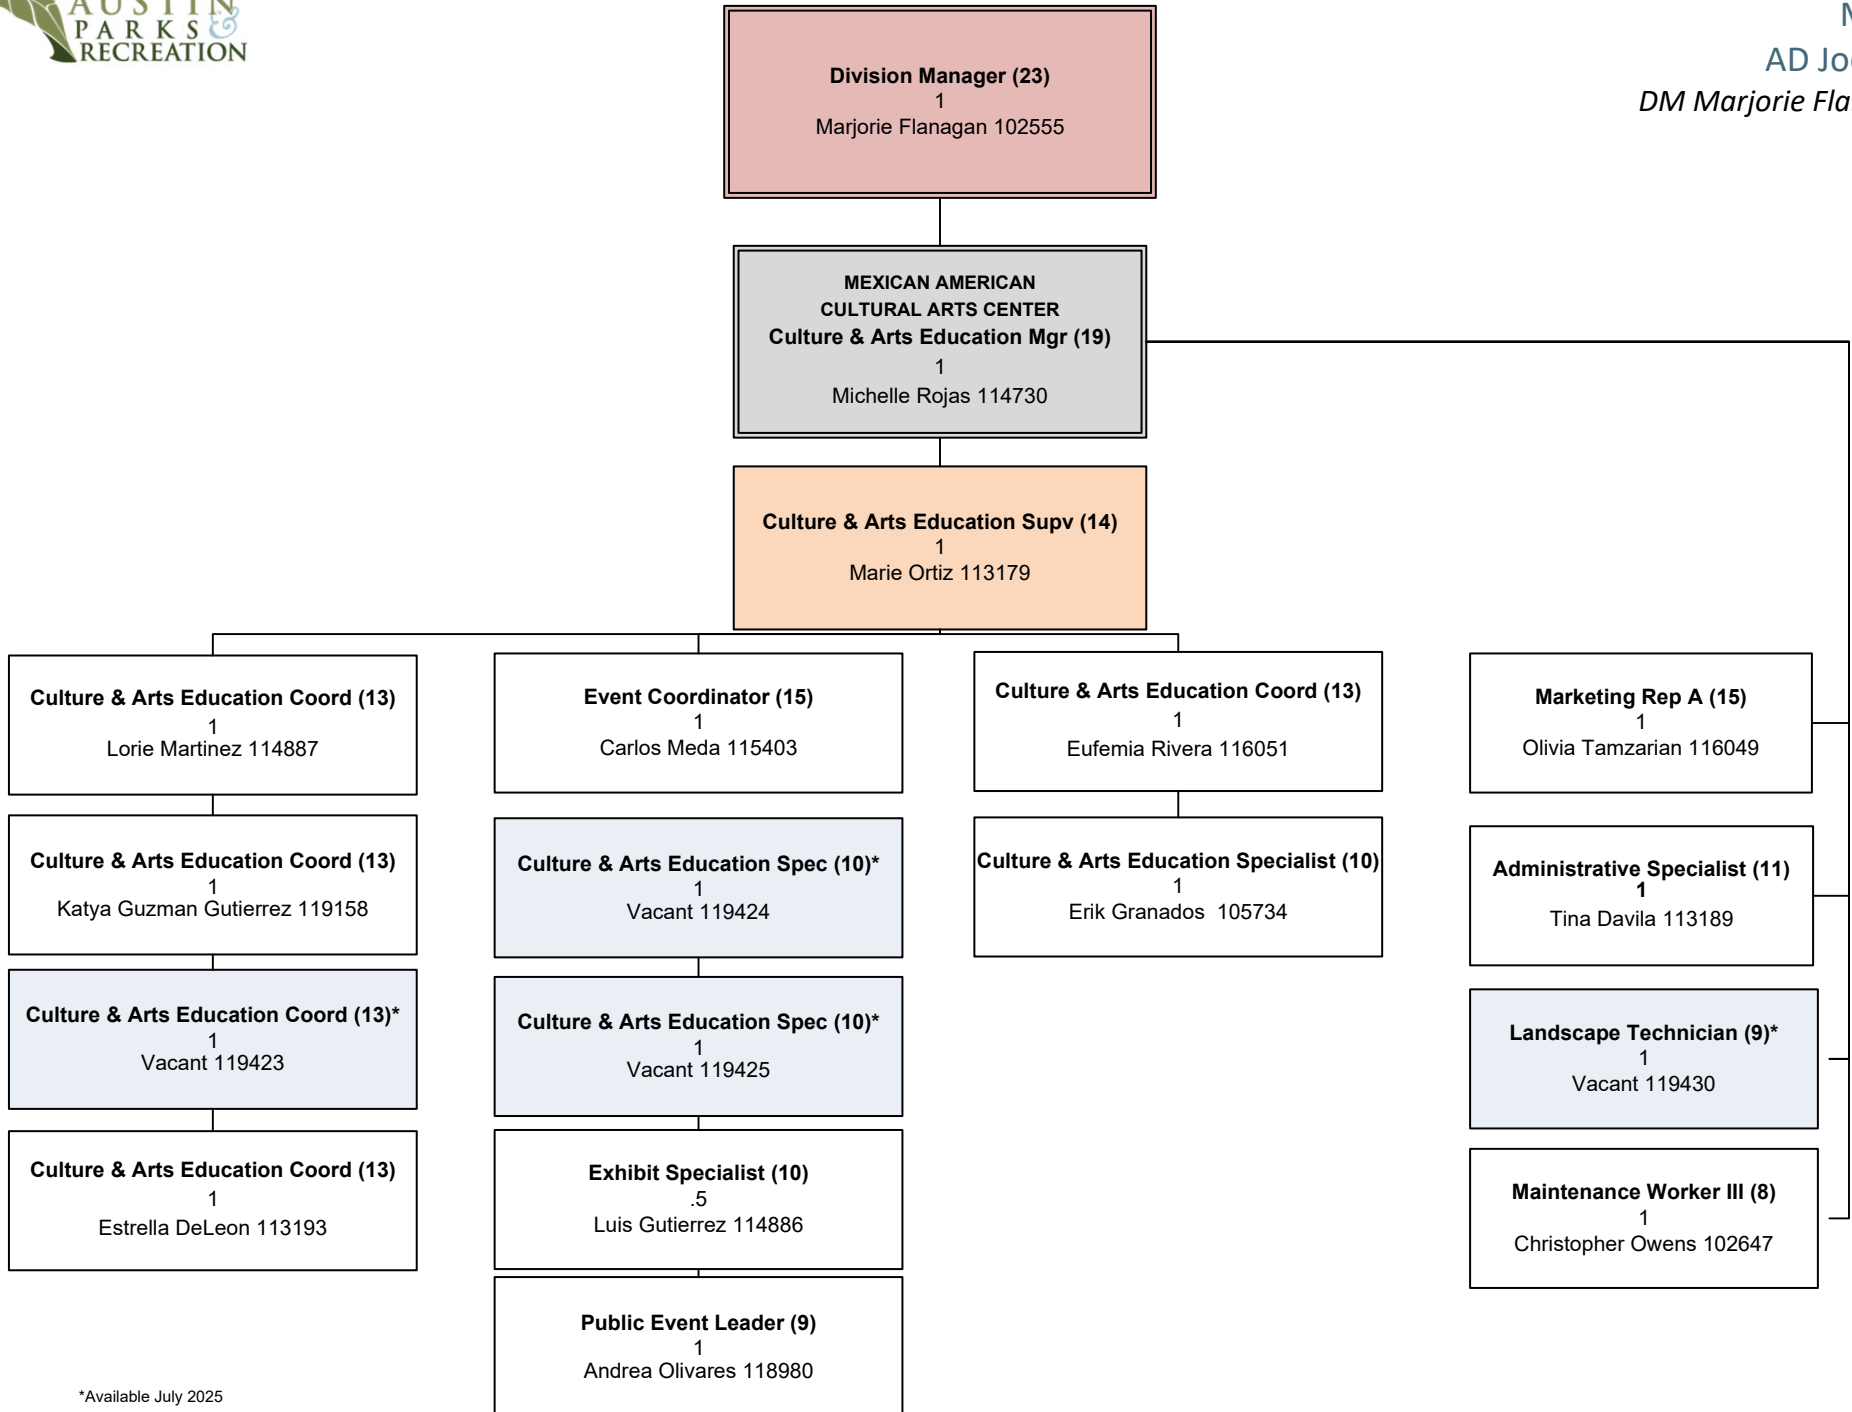 AUSTIN
PARKS &
RECREATION
AD
DM Marjorie
Division Manager (23)
1
Marjorie Flanagan 102555
MEXICAN AMERICAN
CULTURAL ARTS CENTER
Culture & Arts Education Mgr (19)
1
Michelle Rojas 114730
Culture & Arts Education Supv (14)
1
Marie Ortiz 113179
Culture & Arts Education Coord (13)
1
Lorie Martinez 114887
Culture & Arts Education Coord (13)
1
Katya Guzman Gutierrez 119158
Culture & Arts Education Coord (13)*
1
Vacant 119423
Culture & Arts Education Coord (13)
1
Estrella DeLeon 113193
Event Coordinator (15)
1
Carlos Meda 115403
Culture & Arts Education Spec (10)*
1
Vacant 119424
Culture & Arts Education Spec (10)*
1
Vacant 119425
Exhibit Specialist (10)
.5
Luis Gutierrez 114886
Public Event Leader (9)
1
Andrea Olivares 118980
Culture & Arts Education Coord (13)
1
Eufemia Rivera 116051
Culture & Arts Education Specialist (10)
1
Erik Granados 105734
Marketing Rep A (15)
1
Olivia Tamzarian 116049
Administrative Specialist (11)
1
Tina Davila 113189
Landscape Technician (9)*
1
Vacant 119430
Maintenance Worker III (8)
1
Christopher Owens 102647
*Available July 2025